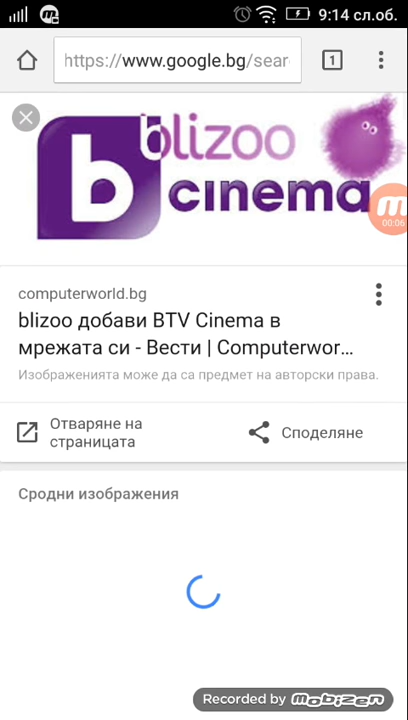 9:14 сл.об.
https://www.google.bg/sear
1
blizoo
b cinema
00:06
computerworld.bg
blizoo добави BTV Cinema в
мрежата си - Вести | Computerwor...
Изображенията може да са предмет на авторски права.
Отваряне на
страницата
Споделяне
Сродни изображения
Recorded by mobizen